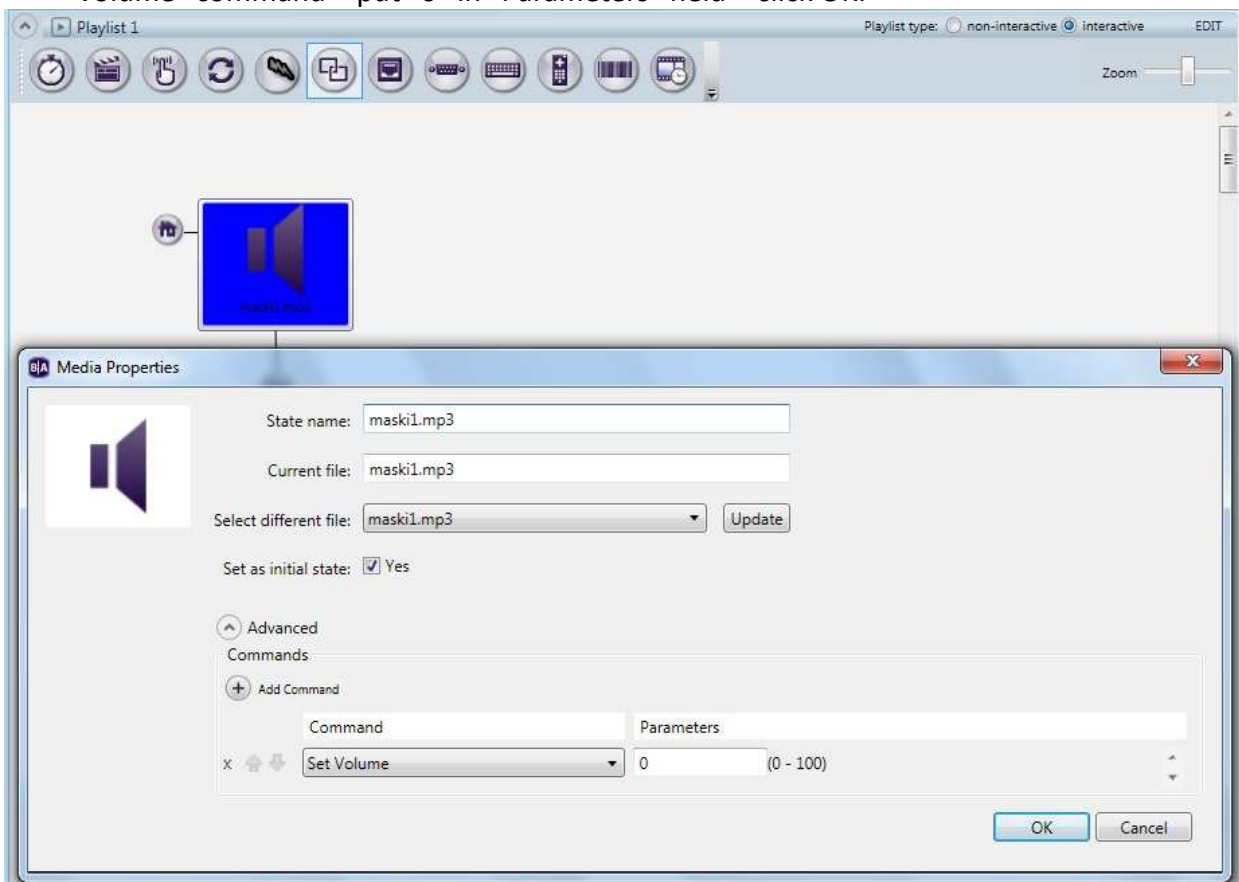 Playlist 1 Playlist type: non-interactive interactive EDIT
Zoom
BA Media Properties
State name: maski1.mp3
Current file: maski1.mp3
Select different file: maski1.mp3 Update
Set as initial state: Yes
Advanced
Commands
Add Command
Command Parameters
x Set Volume 0 (0 - 100)
OK Cancel